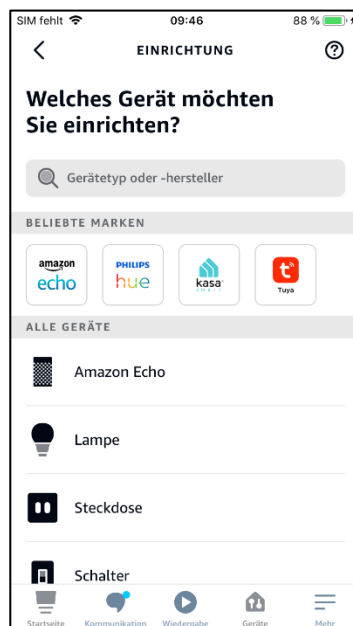 SIM fehlt 09:46 88 %
EINRICHTUNG
Welches Gerät möchten
Sie einrichten?
Gerätetyp oder -hersteller
BELIEBTE MARKEN
amazon
echo
PHILIPS
hue
kasa
smart
Tuya
ALLE GERÄTE
Amazon Echo
Lampe
Steckdose
Schalter
Startseite Kommunikation Wiedergabe Geräte Mehr